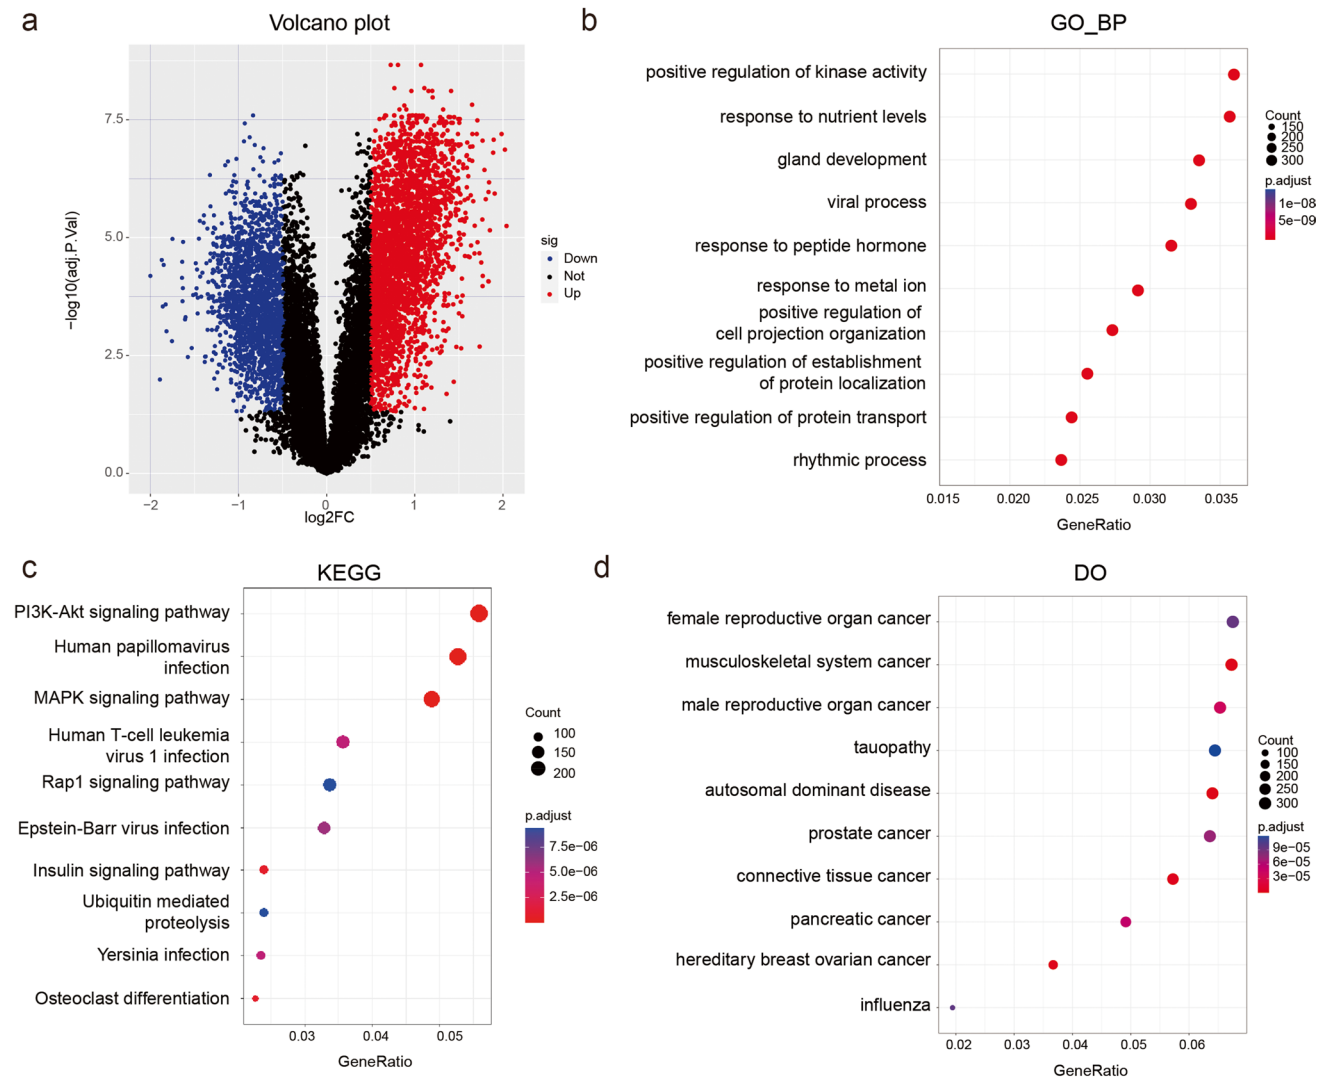 a
Volcano plot
−log10(adj.P.Val)
7.5
5.0
2.5
0.0
−2
−1
0
1
2
log2FC
sig
Down
Not
Up
b
GO_BP
positive regulation of kinase activity
response to nutrient levels
gland development
viral process
response to peptide hormone
response to metal ion
positive regulation of
cell projection organization
positive regulation of establishment
of protein localization
positive regulation of protein transport
rhythmic process
0.015
0.020
0.025
0.030
0.035
GeneRatio
Count
150
200
250
300
p.adjust
1e−08
5e−09
c
KEGG
PI3K-Akt signaling pathway
Human papillomavirus
infection
MAPK signaling pathway
Human T-cell leukemia
virus 1 infection
Rap1 signaling pathway
Epstein-Barr virus infection
Insulin signaling pathway
Ubiquitin mediated
proteolysis
Yersinia infection
Osteoclast differentiation
0.03
0.04
0.05
GeneRatio
Count
100
150
200
p.adjust
7.5e−06
5.0e−06
2.5e−06
d
DO
female reproductive organ cancer
musculoskeletal system cancer
male reproductive organ cancer
tauopathy
autosomal dominant disease
prostate cancer
connective tissue cancer
pancreatic cancer
hereditary breast ovarian cancer
influenza
0.02
0.03
0.04
0.05
0.06
GeneRatio
Count
100
150
200
250
300
p.adjust
9e−05
6e−05
3e−05